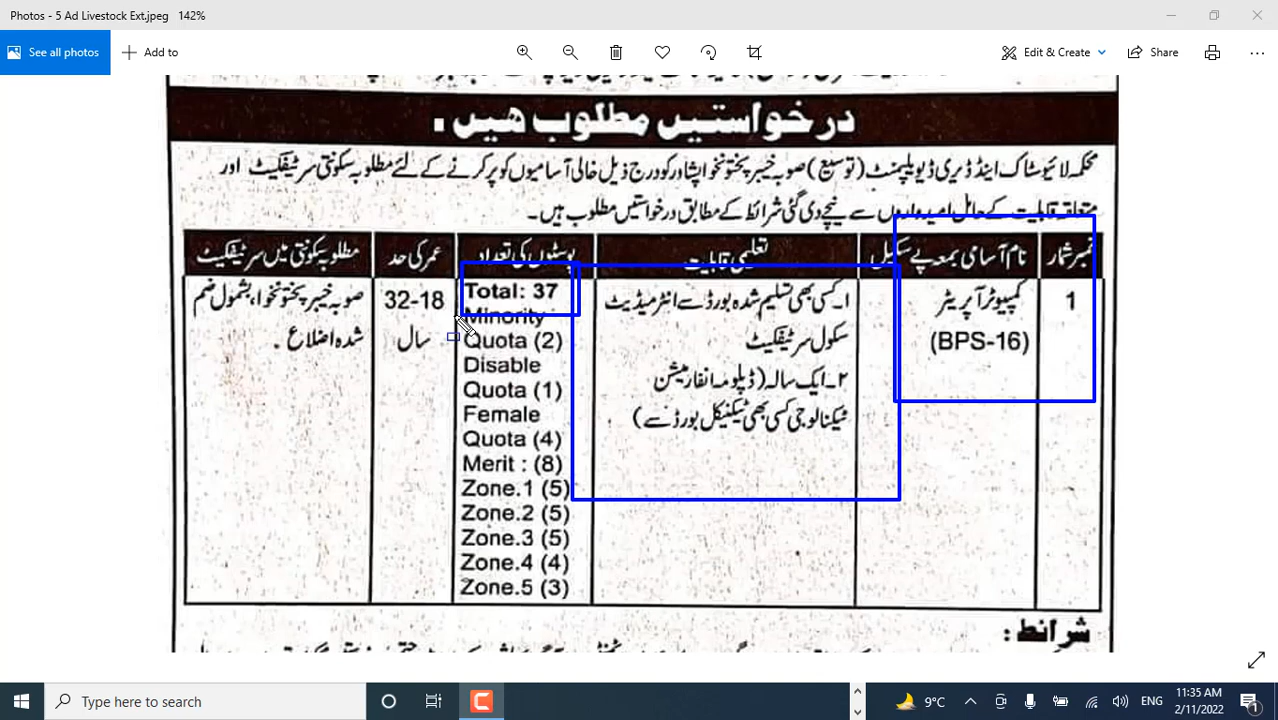 Photos - 5 Ad Livestock Ext.jpeg 142%
See all photos
Add to
Edit & Create
Share
درخواستیں مطلوب ھیں .
محکمہ لائیوسٹاک اینڈ ڈیری ڈیویلپمنٹ (توسیع) صوبہ خیبر پختونخوا پشاور کو درج ذیل خالی آسامیوں کو پر کرنے کے لئے مطلوبہ سکونتی سرٹیفکیٹ اور
متعلقہ قابلیت کے حامل امیدواروں سے نیچے دی گئی شرائط کے مطابق درخواستیں مطلوب ہیں۔
نمبر شمار
نام آسامی بمعہ پے سکیل
تعلیمی قابلیت
پوسٹوں کی تعداد
عمر کی حد
مطلوبہ سکونتی میں سرٹیفکیٹ
1
کمپیوٹر آپریٹر
(BPS-16)
۱۔ کسی بھی تسلیم شدہ بورڈ سے انٹرمیڈیٹ
سکول سرٹیفکیٹ
۲۔ ایک سالہ (ڈپلومہ انفارمیشن
ٹیکنالوجی کسی بھی ٹیکنیکل بورڈ سے)
Total: 37
Minority
Quota (2)
Disable
Quota (1)
Female
Quota (4)
Merit : (8)
Zone.1 (5)
Zone.2 (5)
Zone.3 (5)
Zone.4 (4)
Zone.5 (3)
32-18
سال
صوبہ خیبر پختونخوا، بشمول ضم
شدہ اضلاع .
شرائط :
Type here to search
9°C
ENG
11:35 AM
2/11/2022
1